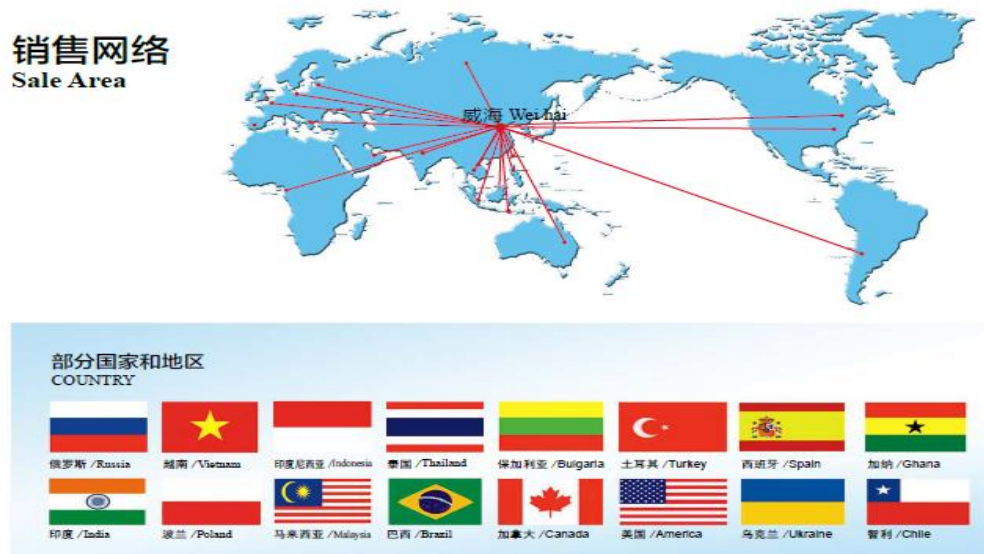 销售网络
Sale Area
威海 Wei hai
部分国家和地区
COUNTRY
俄罗斯 /Russia 越南 /Vietnam 印度尼西亚 /Indonesia 泰国 /Thailand 保加利亚 /Bulgaria 土耳其 /Turkey 西班牙 /Spain 加纳 /Ghana
印度 /India 波兰 /Poland 马来西亚 /Malaysia 巴西 /Brazil 加拿大 /Canada 美国 /America 乌克兰 /Ukraine 智利 /Chile